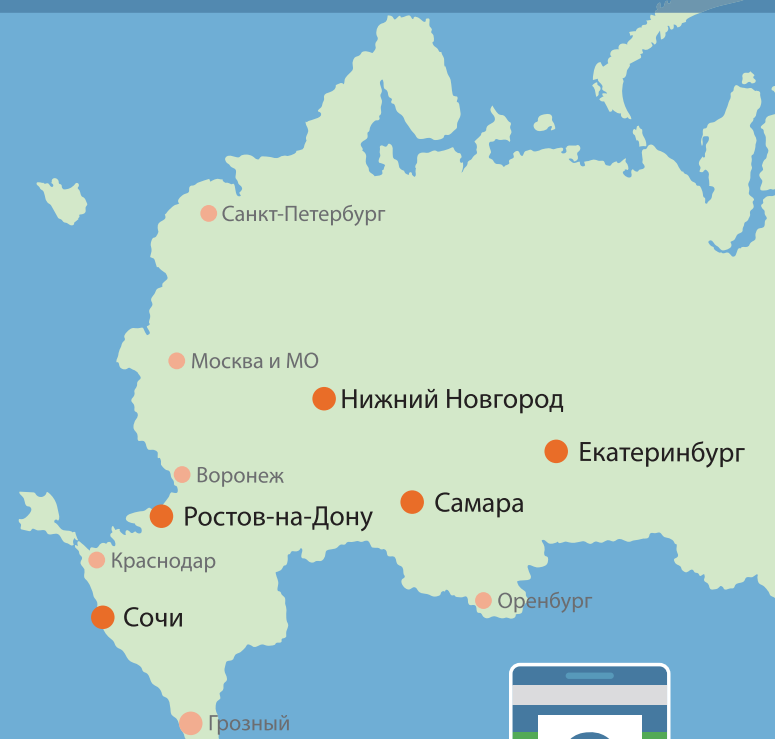 Санкт-Петербург
Москва и МО
Нижний Новгород
Екатеринбург
Воронеж
Самара
Ростов-на-Дону
Краснодар
Оренбург
Сочи
Грозный